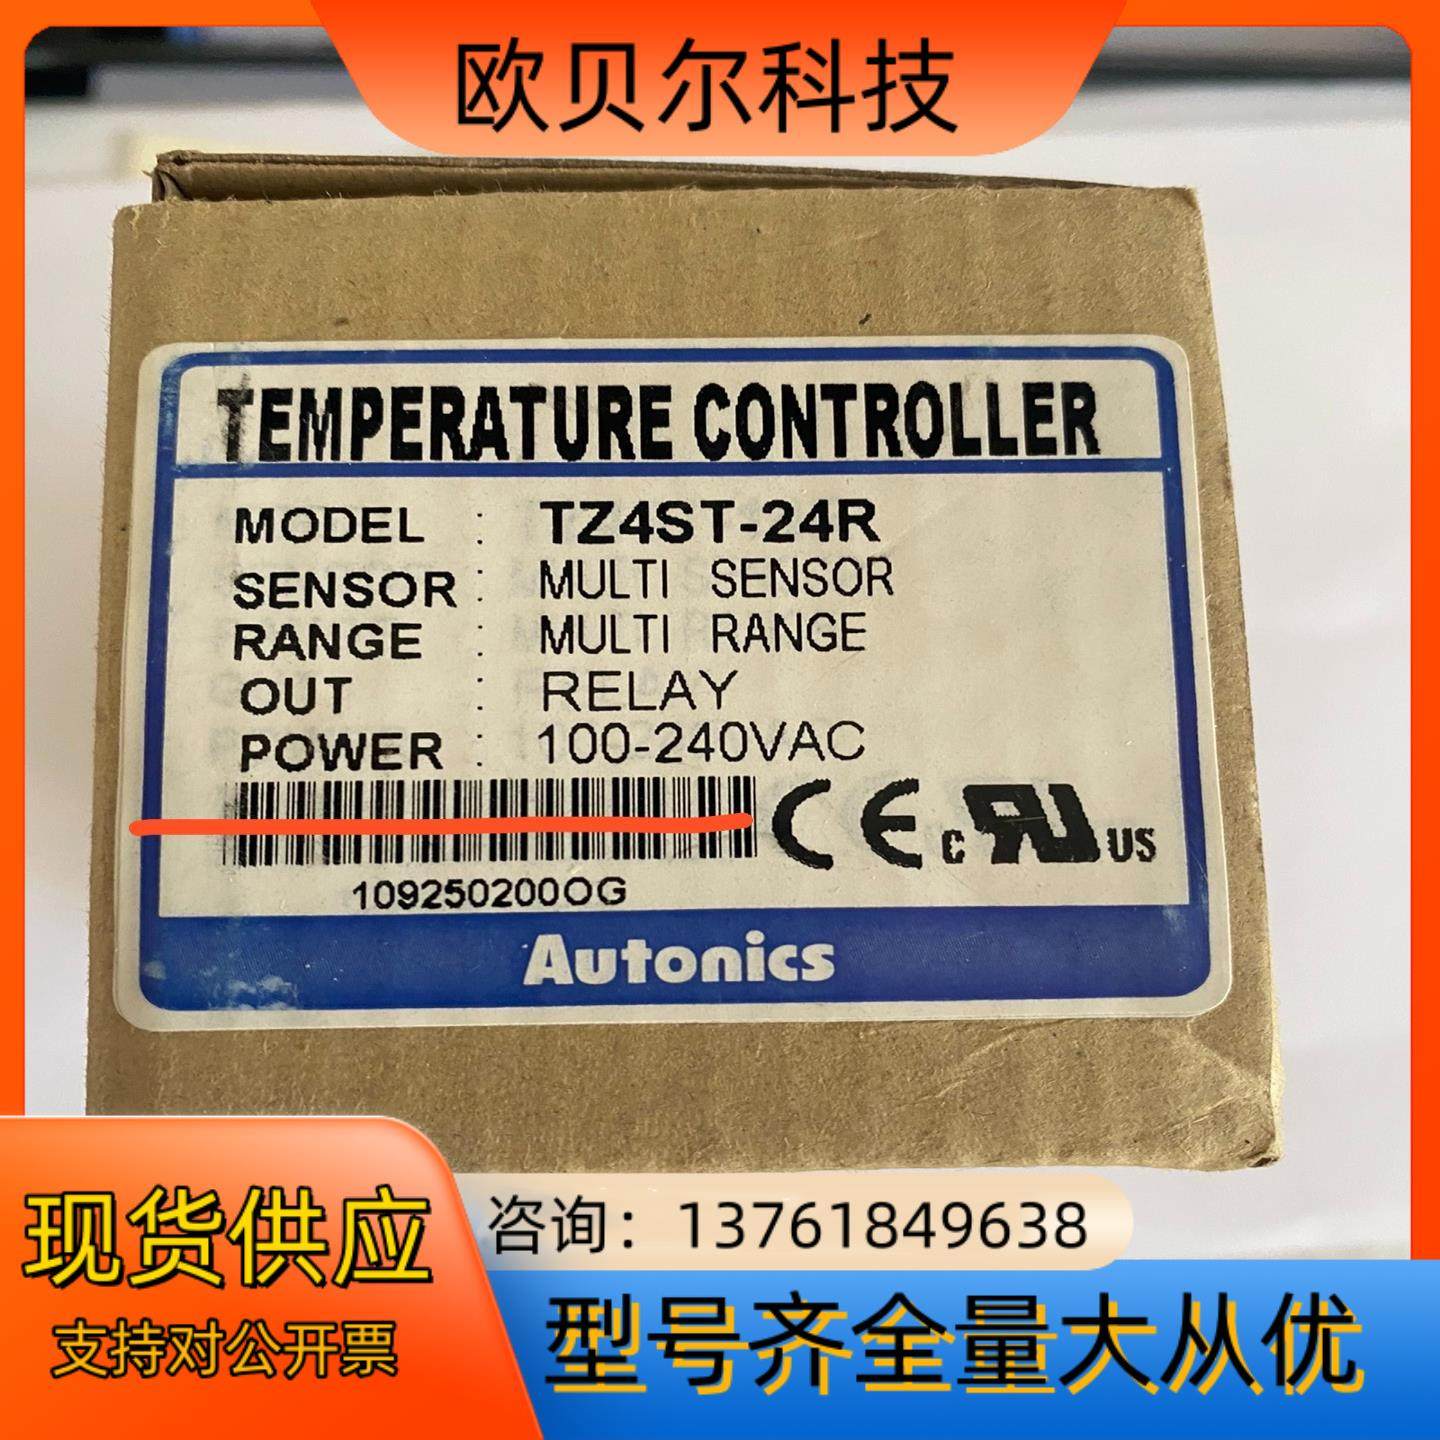 欧贝尔科技
TEMPERATURE CONTROLLER
MODEL : TZ4ST-24R
SENSOR : MULTI SENSOR
RANGE : MULTI RANGE
OUT : RELAY
POWER : 100-240VAC
CE c RU US
109250200OG
Autonics
现货供应
咨询：13761849638
支持对公开票
型号齐全量大从优